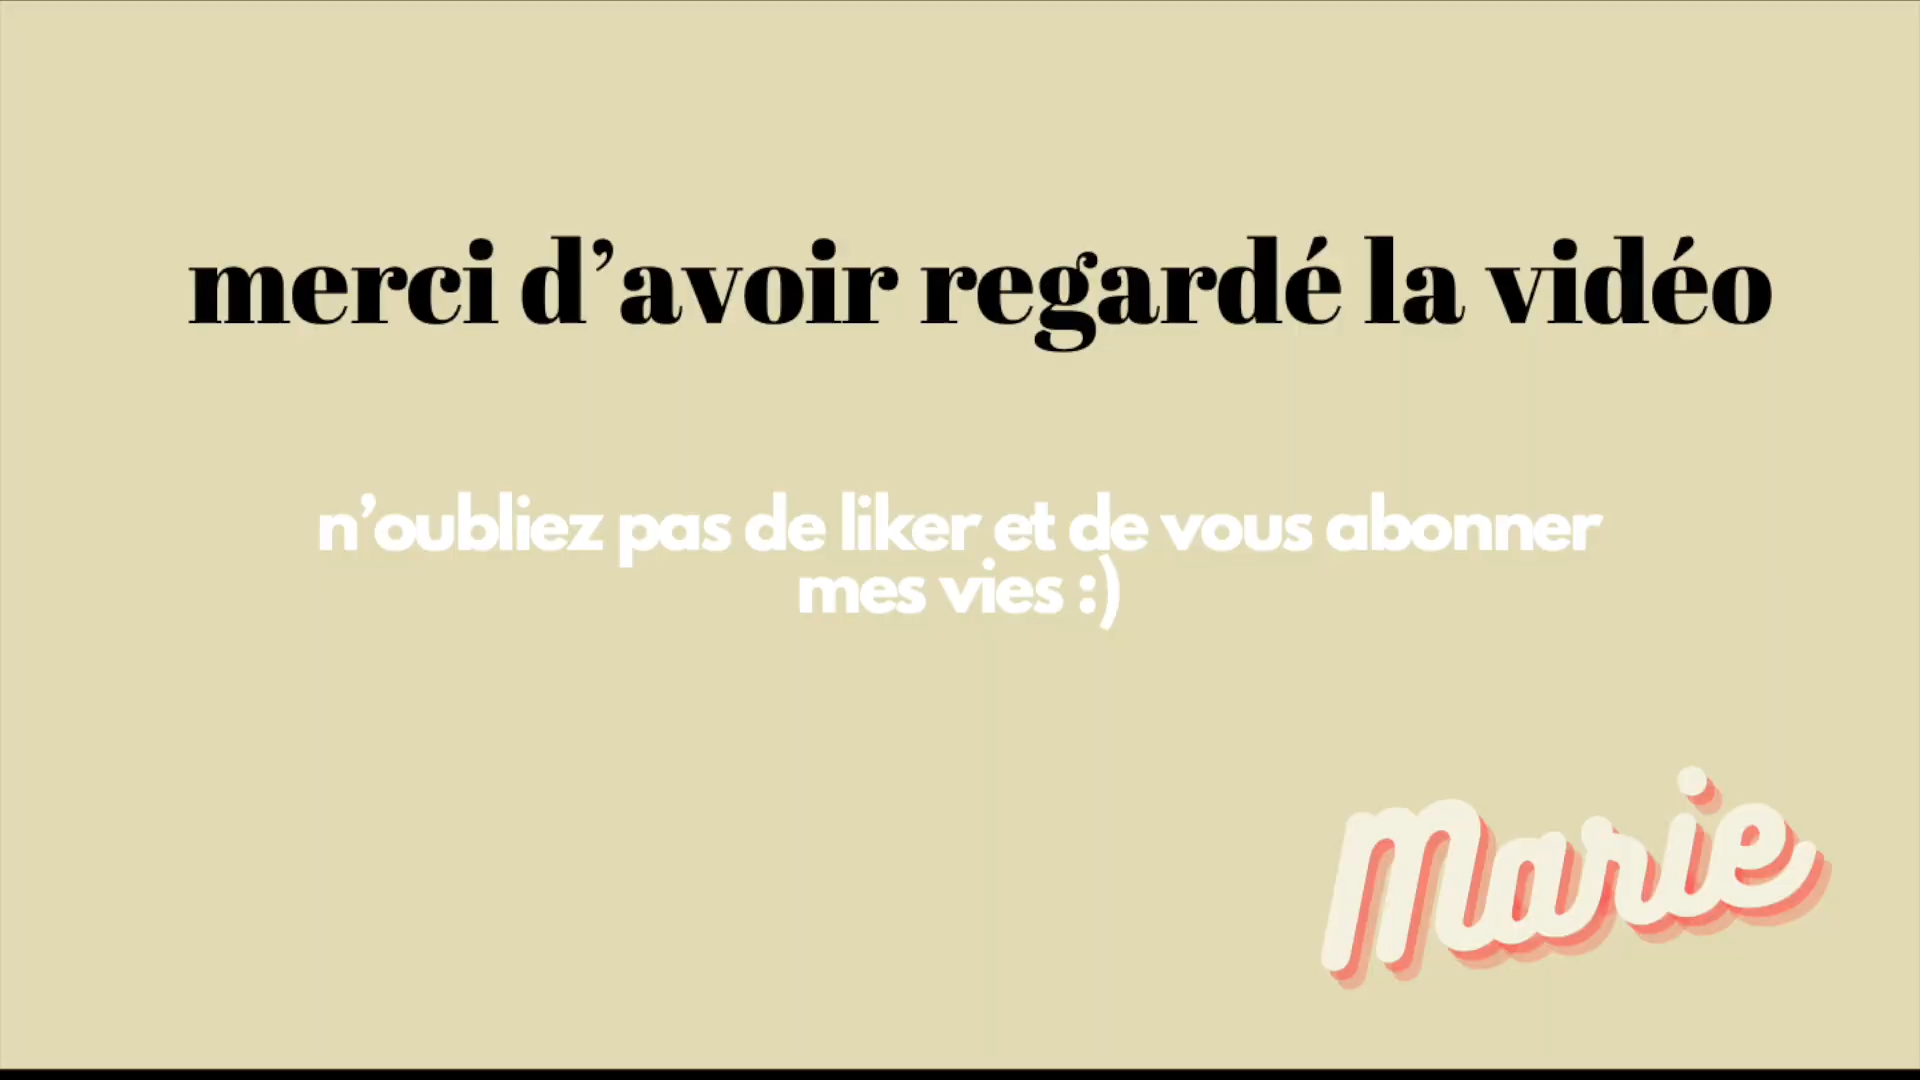 merci d’avoir regardé la vidéo
n’oubliez pas de liker et de vous abonner
mes vies :)
Marie